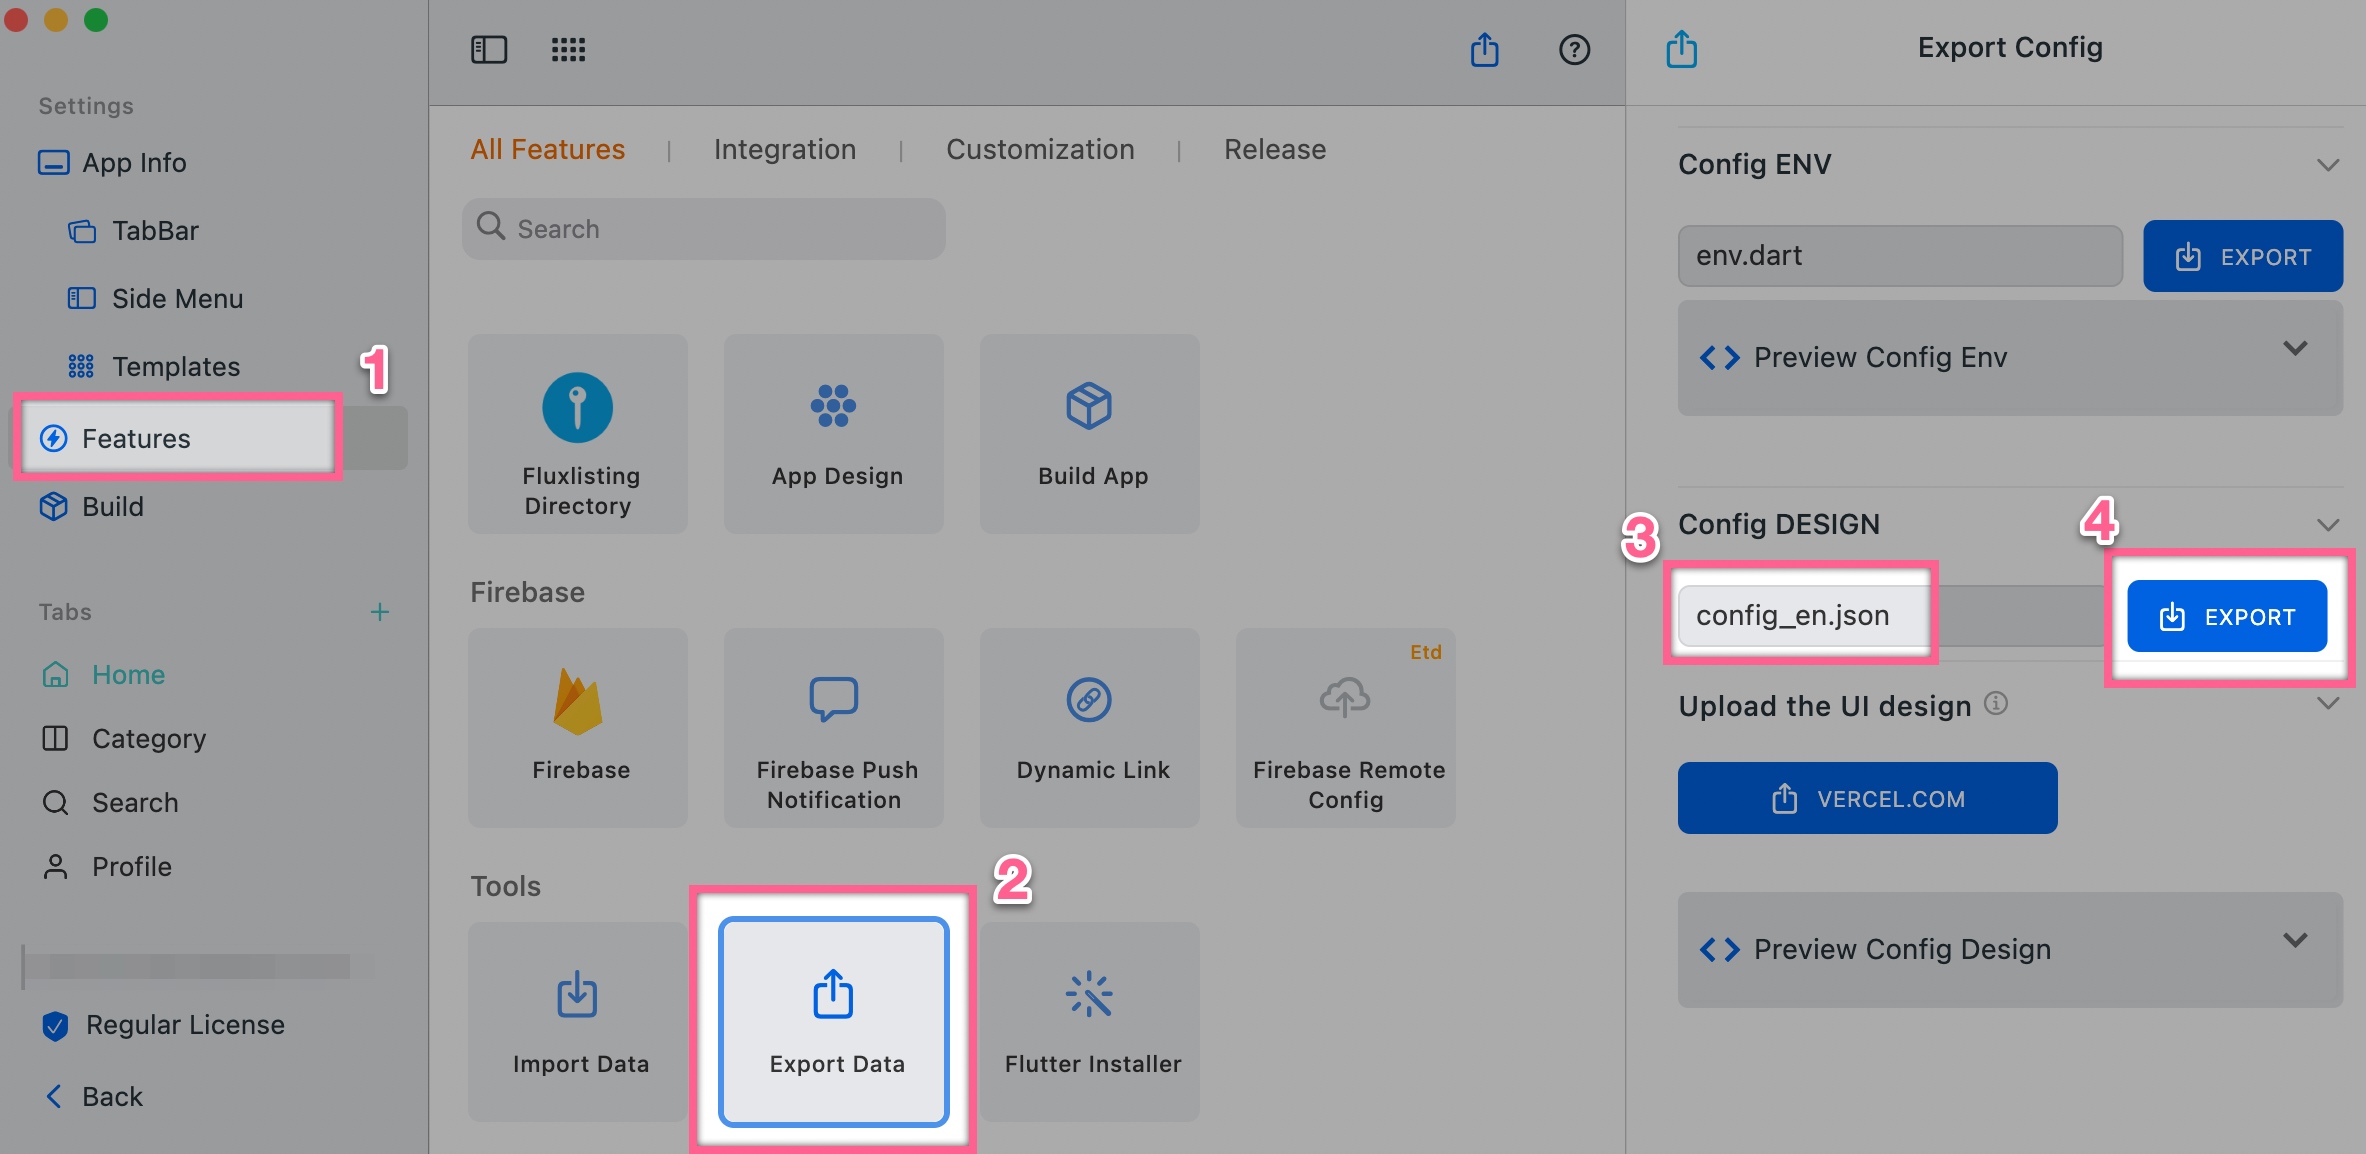 Settings
App Info
TabBar
Side Menu
Templates
1
Features
Build
Tabs +
Home
Category
Search
Profile
Regular License
Back
All Features | Integration | Customization | Release
Search
Fluxlisting
Directory
App Design
Build App
Firebase
Firebase
Firebase Push
Notification
Dynamic Link
Etd
Firebase Remote
Config
Tools
2
Import Data
Export Data
Flutter Installer
Export Config
Config ENV
env.dart
EXPORT
Preview Config Env
3
Config DESIGN
4
config_en.json
EXPORT
Upload the UI design
VERCEL.COM
Preview Config Design